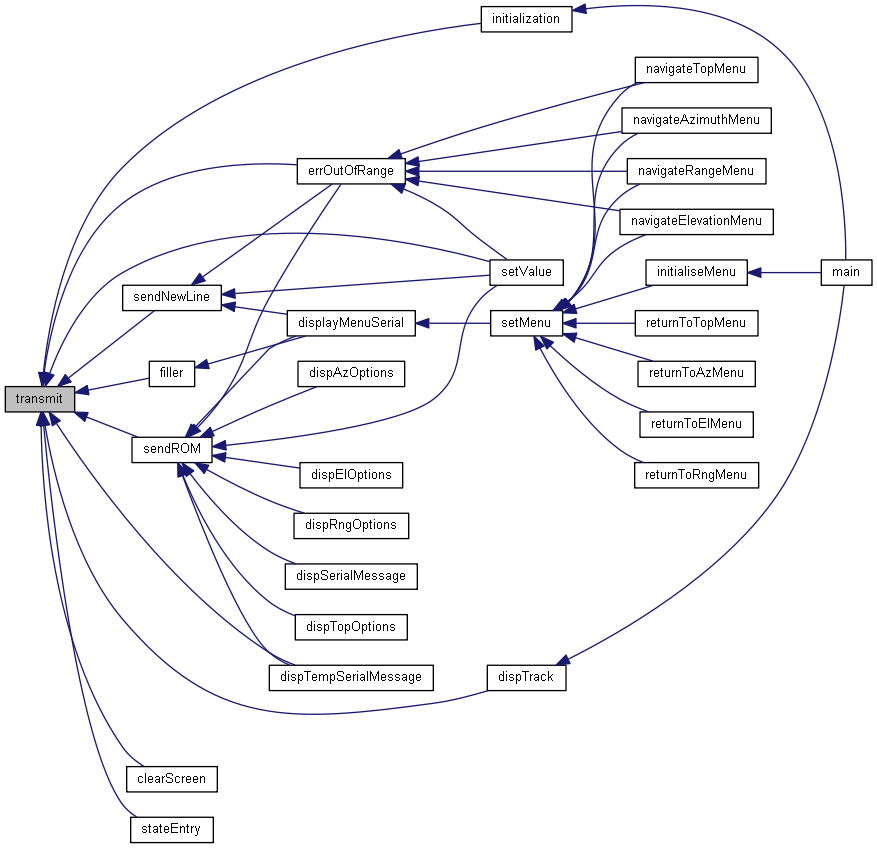 initialization
navigateTopMenu
navigateAzimuthMenu
errOutOfRange
navigateRangeMenu
navigateElevationMenu
setValue
initialiseMenu
main
sendNewLine
displayMenuSerial
setMenu
returnToTopMenu
filler
dispAzOptions
returnToAzMenu
transmit
returnToElMenu
sendROM
dispElOptions
returnToRngMenu
dispRngOptions
dispSerialMessage
dispTopOptions
dispTempSerialMessage
dispTrack
clearScreen
stateEntry